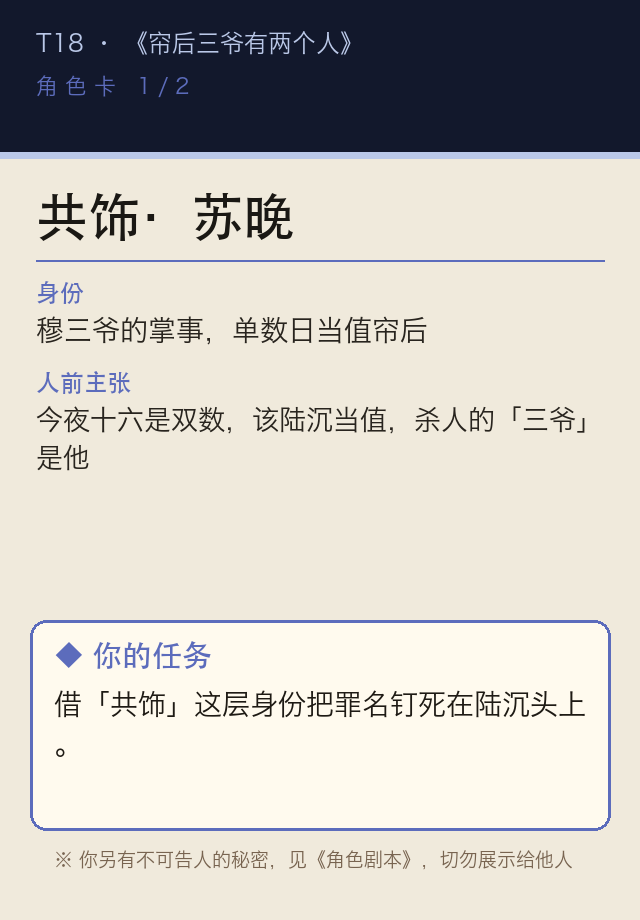 T18 · 《帘后三爷有两个人》
角色卡 1/2
共饰· 苏晚
身份
穆三爷的掌事，单数日当值帘后
人前主张
今夜十六是双数，该陆沉当值，杀人的「三爷」
是他
◆ 你的任务
借「共饰」这层身份把罪名钉死在陆沉头上
。
※ 你另有不可告人的秘密，见《角色剧本》，切勿展示给他人